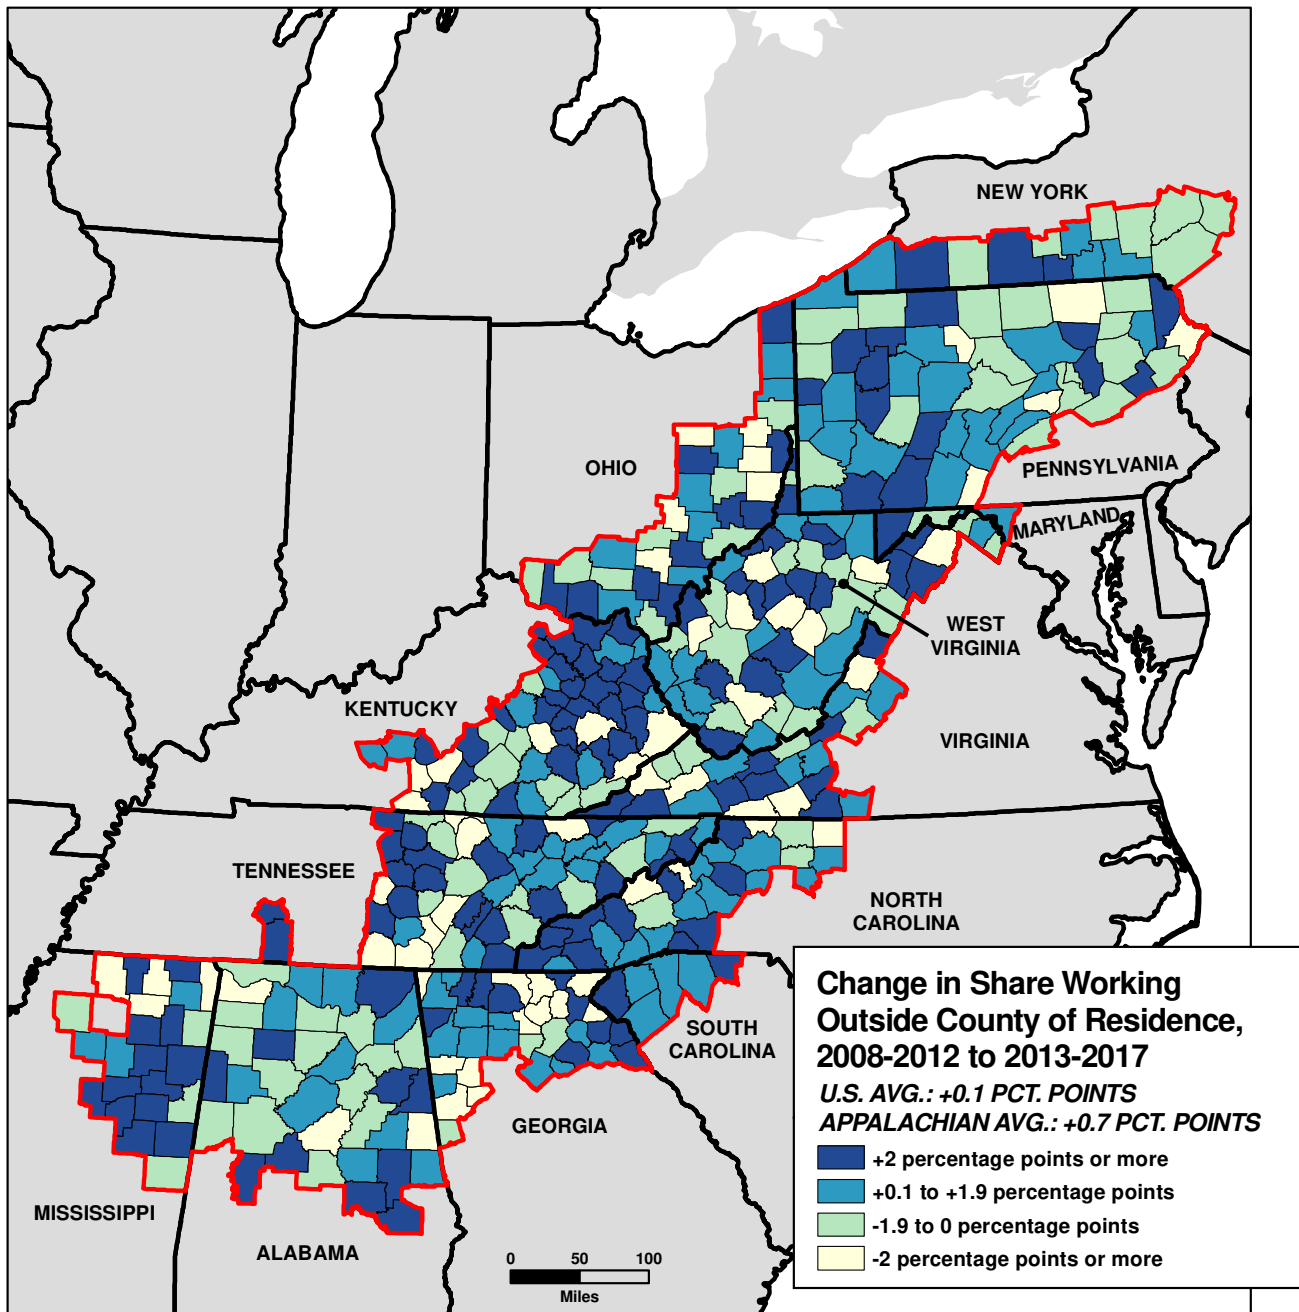 NEW YORK
OHIO
PENNSYLVANIA
MARYLAND
WEST
VIRGINIA
KENTUCKY
VIRGINIA
TENNESSEE
NORTH
CAROLINA
SOUTH
CAROLINA
GEORGIA
MISSISSIPPI
ALABAMA
0 50 100
Miles
Change in Share Working
Outside County of Residence,
2008-2012 to 2013-2017
U.S. AVG.: +0.1 PCT. POINTS
APPALACHIAN AVG.: +0.7 PCT. POINTS
+2 percentage points or more
+0.1 to +1.9 percentage points
-1.9 to 0 percentage points
-2 percentage points or more